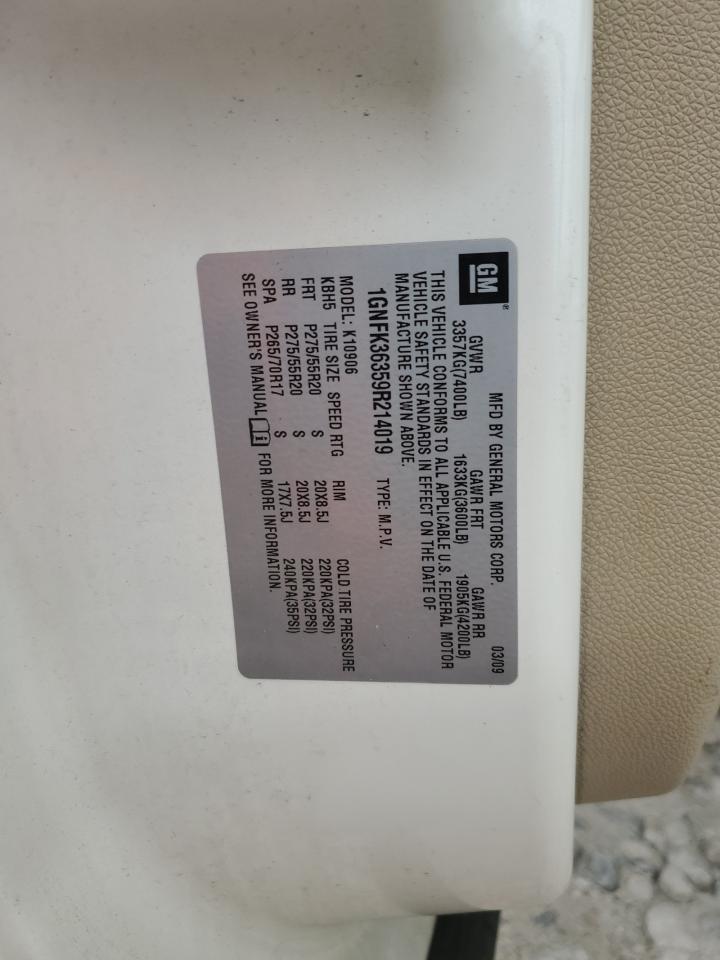 GM®
MFD BY GENERAL MOTORS CORP. 03/09
GVWR GAWR FRT GAWR RR
3357KG(7400LB) 1633KG(3600LB) 1905KG(4200LB)
THIS VEHICLE CONFORMS TO ALL APPLICABLE U.S. FEDERAL MOTOR
VEHICLE SAFETY STANDARDS IN EFFECT ON THE DATE OF
MANUFACTURE SHOWN ABOVE.
1GNFK36359R214019 TYPE: M.P.V.
MODEL: K10906
KBH5 TIRE SIZE SPEED RTG RIM COLD TIRE PRESSURE
FRT P275/55R20 S 20X8.5J 220KPA(32PSI)
RR P275/55R20 S 20X8.5J 220KPA(32PSI)
SPA P265/70R17 S 17X7.5J 240KPA(35PSI)
SEE OWNER'S MANUAL FOR MORE INFORMATION.